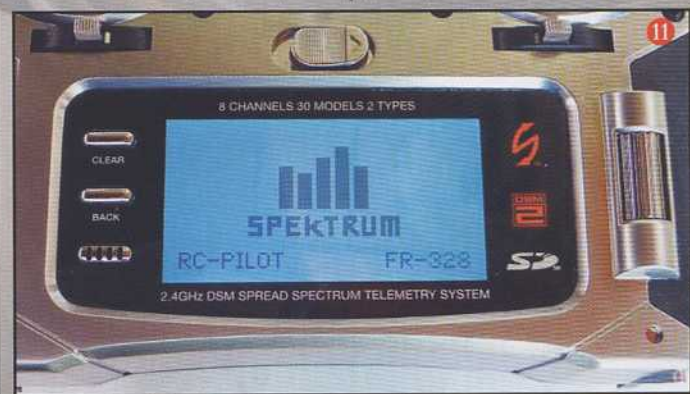 11
8 CHANNELS 30 MODELS 2 TYPES
CLEAR
BACK
SPEKTRUM
RC-PILOT FR-328
DSM
2
SD
2.4GHz DSM SPREAD SPECTRUM TELEMETRY SYSTEM